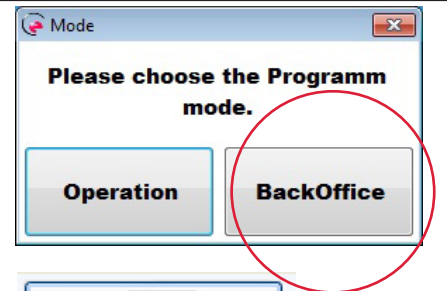 Mode
Please choose the Programm
mode.
Operation
BackOffice